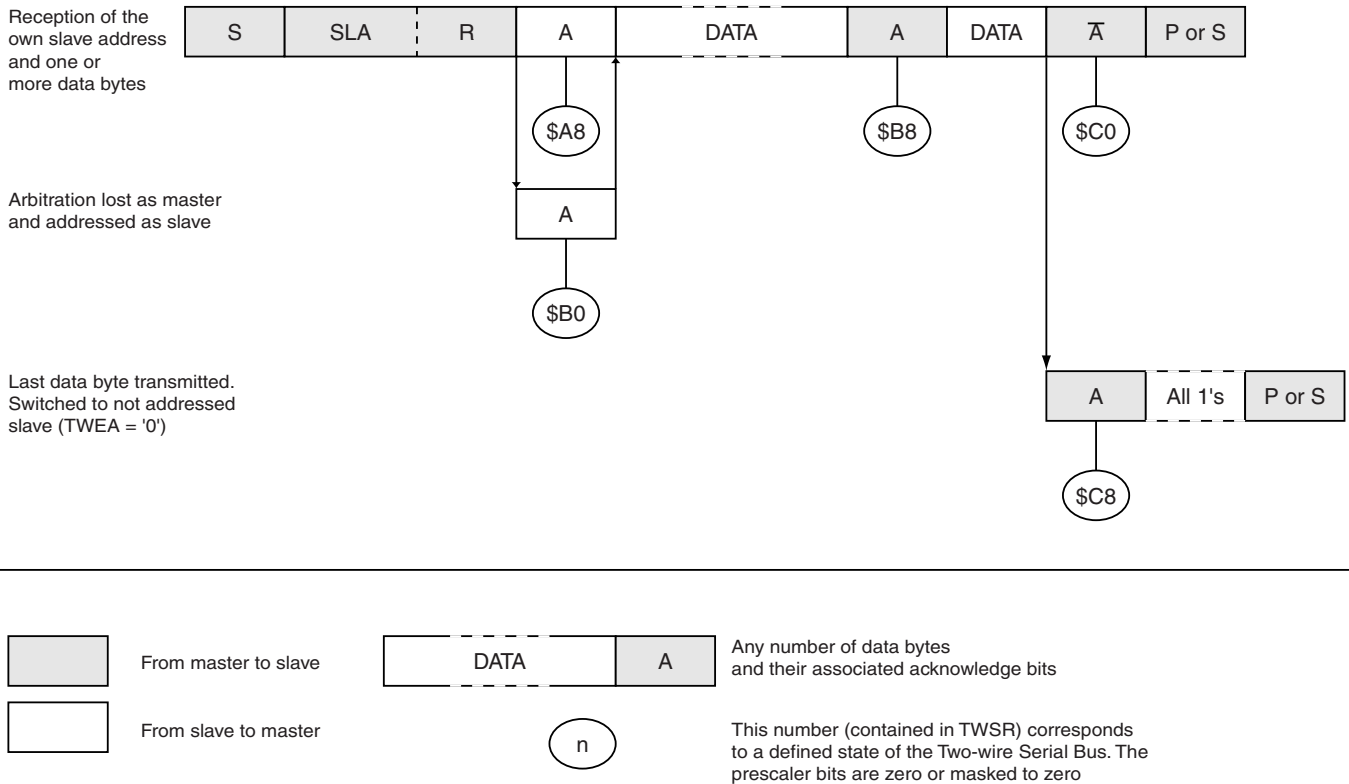 Reception of the
own slave address
and one or
more data bytes
S SLA R A DATA A DATA A̅ P or S
$A8 $B8 $C0
Arbitration lost as master
and addressed as slave
A
$B0
Last data byte transmitted.
Switched to not addressed
slave (TWEA = '0')
A All 1's P or S
$C8
From master to slave
DATA A
Any number of data bytes
and their associated acknowledge bits
From slave to master
n
This number (contained in TWSR) corresponds
to a defined state of the Two-wire Serial Bus. The
prescaler bits are zero or masked to zero